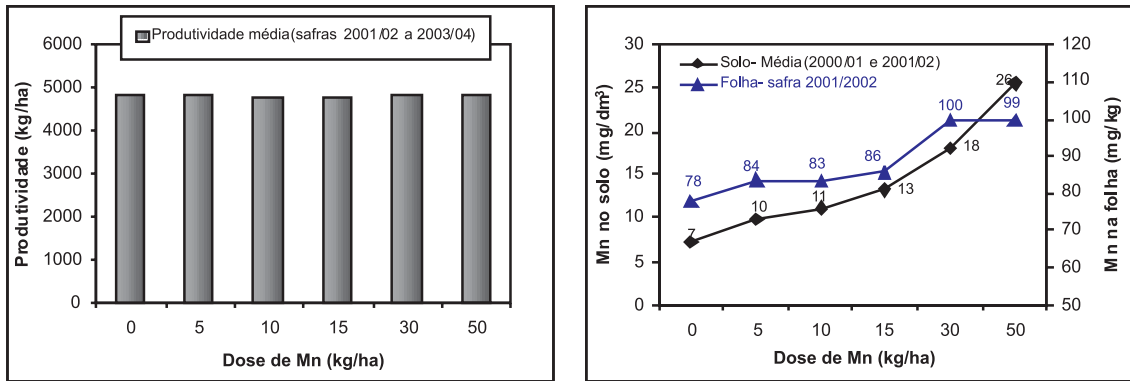 Produtividade média (safras 2001/02 a 2003/04)
Produtividade (kg/ha)
6000
5000
4000
3000
2000
1000
0
0 5 10 15 30 50
Dose de Mn (kg/ha)
Solo- Média (2000/01 e 2001/02)
Folha- safra 2001/2002
Mn no solo (mg/dm³)
30
25
20
15
10
5
0
78 84 83 86 100 99
7 10 11 13 18 26
120
110
100
90
80
70
60
50
Mn na folha (mg/kg)
0 5 10 15 30 50
Dose de Mn (kg/ha)